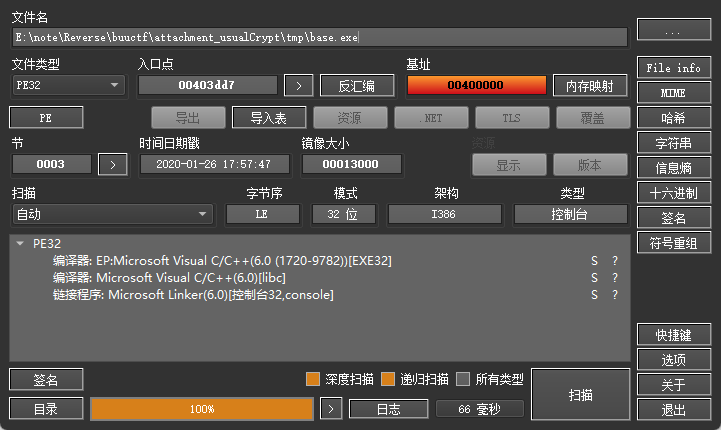 文件名
E:\note\Reverse\buuctf\attachment_usualCrypt\tmp\base.exe
...
文件类型 入口点 基址
PE32 00403dd7 > 反汇编 00400000 内存映射
File info
MIME
PE 导出 导入表 资源 .NET TLS 覆盖
哈希
节 时间日期戳 镜像大小 资源
字符串
0003 > 2020-01-26 17:57:47 00013000 显示 版本
信息熵
扫描 字节序 模式 架构 类型
十六进制
自动 LE 32 位 I386 控制台
签名
符号重组
PE32
编译器: EP:Microsoft Visual C/C++(6.0 (1720-9782))[EXE32] S ?
编译器: Microsoft Visual C/C++(6.0)[libc] S ?
链接程序: Microsoft Linker(6.0)[控制台32,console] S ?
快捷键
选项
签名 深度扫描 递归扫描 所有类型 扫描
关于
目录 100% > 日志 66 毫秒
退出